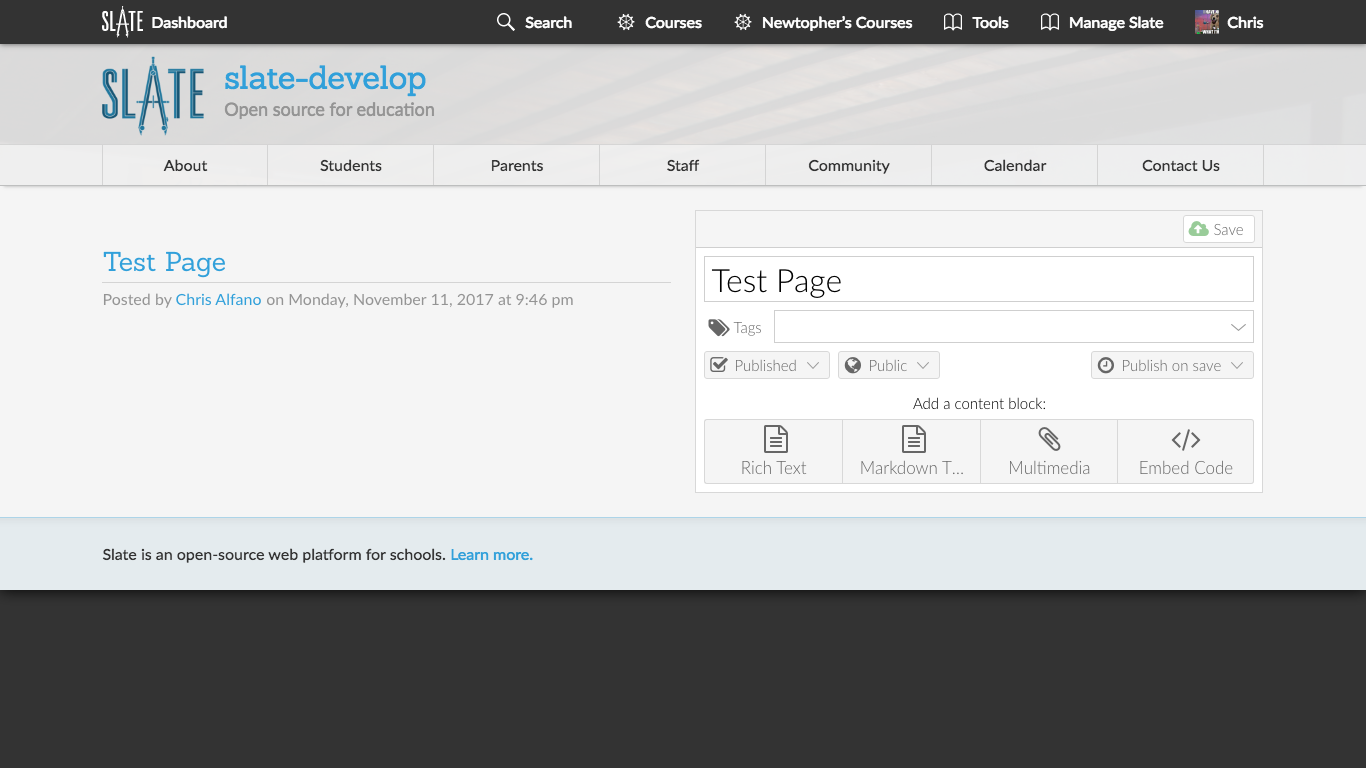 SLATE Dashboard Search Courses Newtopher's Courses Tools Manage Slate Chris
SLATE
slate-develop
Open source for education
About Students Parents Staff Community Calendar Contact Us
Save
Test Page
Posted by Chris Alfano on Monday, November 11, 2017 at 9:46 pm
Test Page
Tags
Published Public Publish on save
Add a content block:
Rich Text Markdown T... Multimedia Embed Code
Slate is an open-source web platform for schools. Learn more.